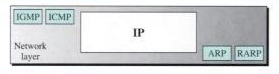 IGMP ICMP
IP
Network
layer
ARP RARP